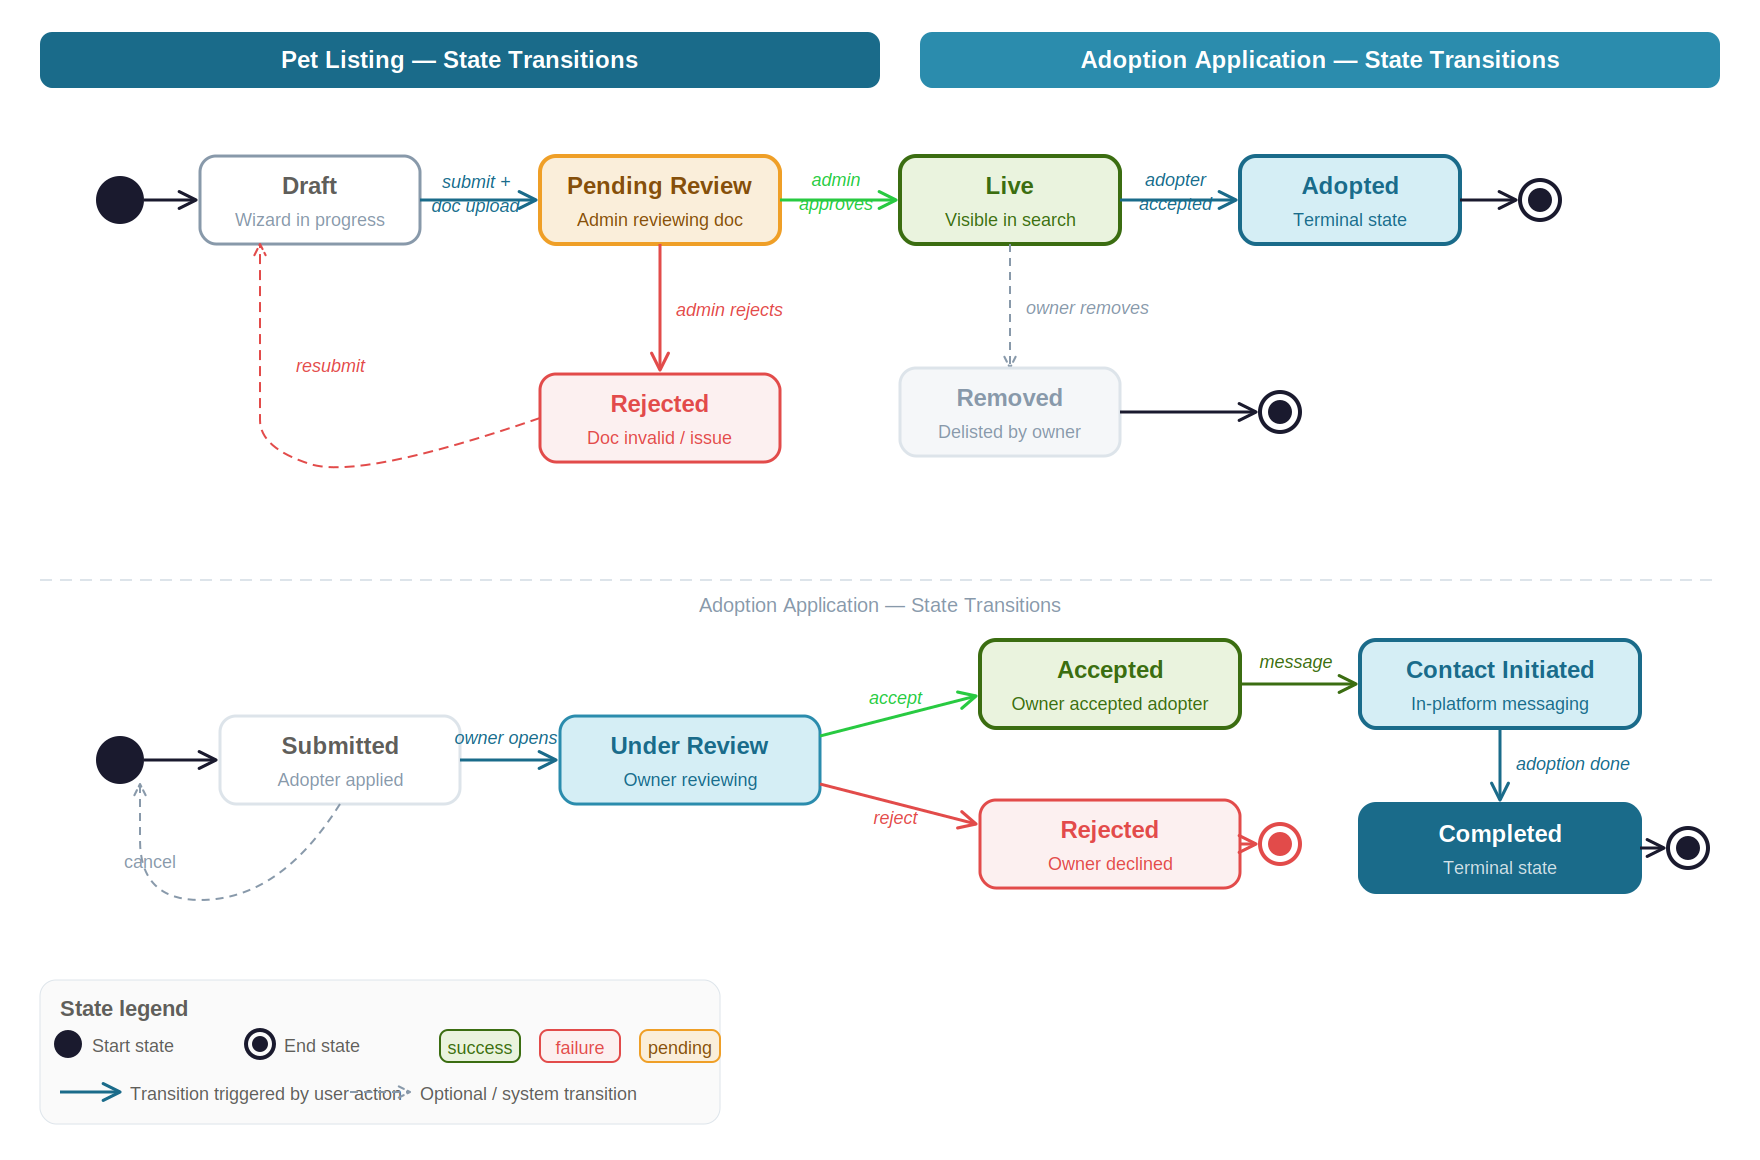 Pet Listing — State Transitions
Adoption Application — State Transitions
Draft
Wizard in progress
submit +
doc upload
Pending Review
Admin reviewing doc
admin
approves
Live
Visible in search
adopter
accepted
Adopted
Terminal state
admin rejects
owner removes
resubmit
Rejected
Doc invalid / issue
Removed
Delisted by owner
Adoption Application — State Transitions
Submitted
Adopter applied
owner opens
Under Review
Owner reviewing
accept
reject
Accepted
Owner accepted adopter
message
Contact Initiated
In-platform messaging
adoption done
Rejected
Owner declined
Completed
Terminal state
cancel
State legend
Start state
End state
success
failure
pending
Transition triggered by user action
Optional / system transition